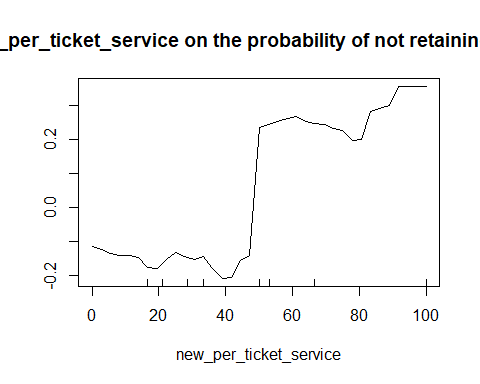 _per_ticket_service on the probability of not retainin
0.2
0.0
-0.2
0 20 40 60 80 100
new_per_ticket_service